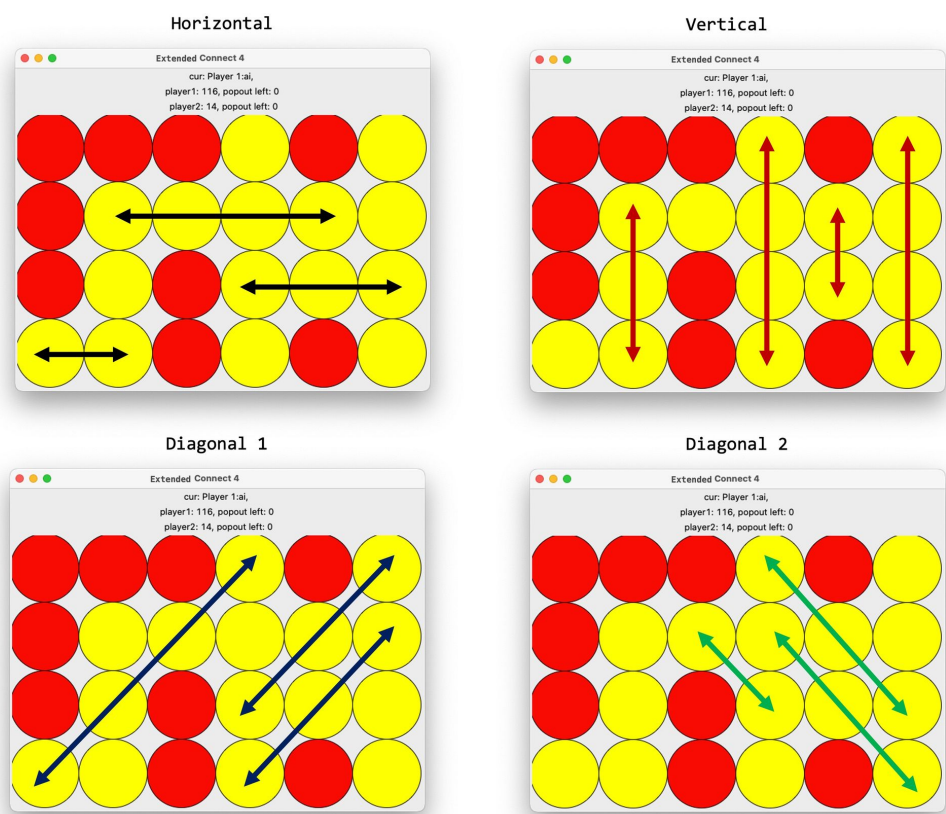 Horizontal
Extended Connect 4
cur: Player 1:ai,
player1: 116, popout left: 0
player2: 14, popout left: 0
Vertical
Extended Connect 4
cur: Player 1:ai,
player1: 116, popout left: 0
player2: 14, popout left: 0
Diagonal 1
Extended Connect 4
cur: Player 1:ai,
player1: 116, popout left: 0
player2: 14, popout left: 0
Diagonal 2
Extended Connect 4
cur: Player 1:ai,
player1: 116, popout left: 0
player2: 14, popout left: 0